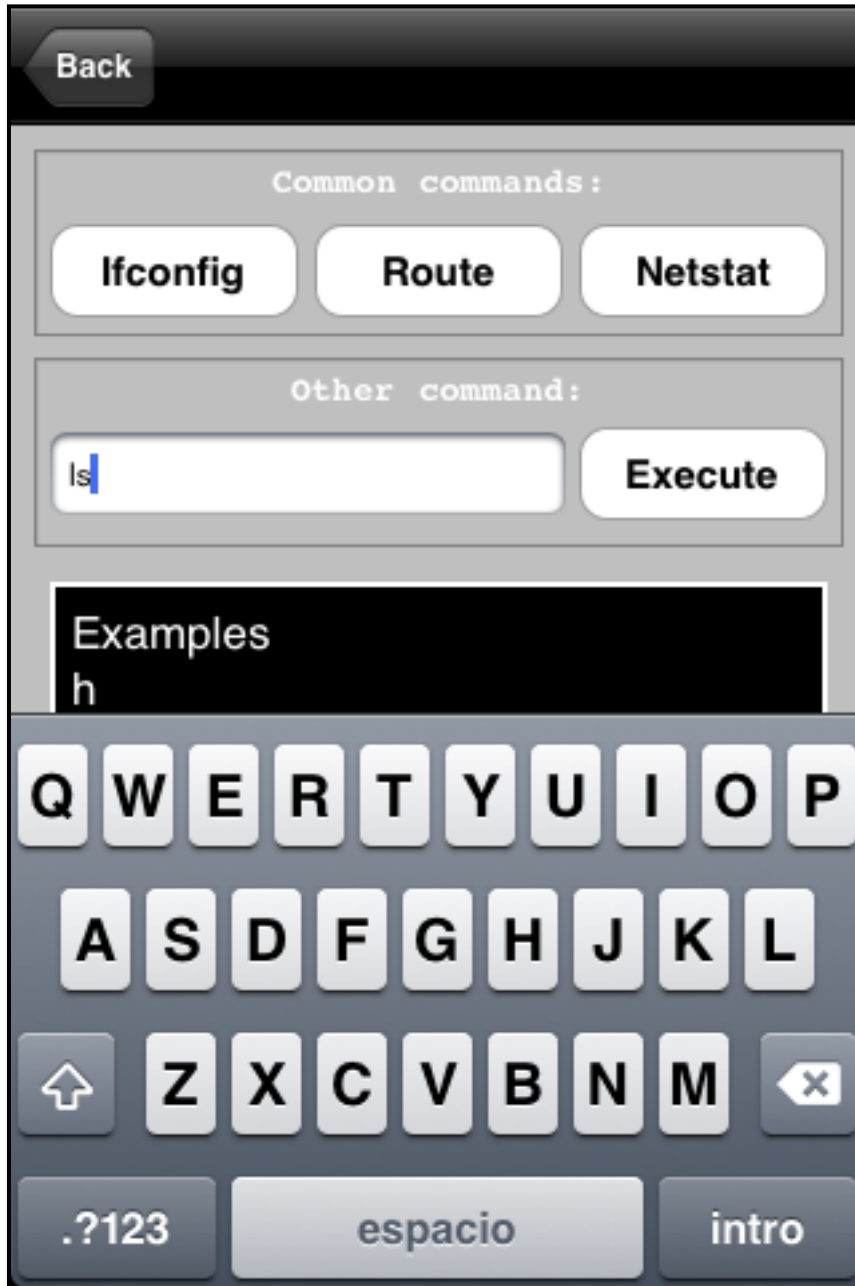 Back
Common commands:
Ifconfig Route Netstat
Other command:
ls Execute
Examples
h
Q W E R T Y U I O P
A S D F G H J K L
Z X C V B N M
.?123 espacio intro